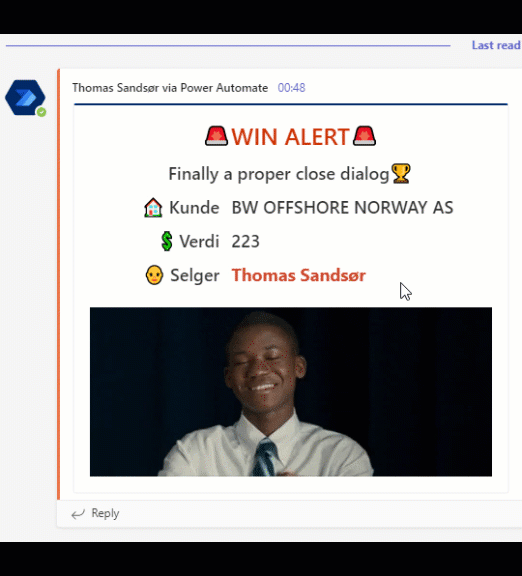 Last read
Thomas Sandsør via Power Automate 00:48
🚨WIN ALERT🚨
Finally a proper close dialog🏆
🏠 Kunde BW OFFSHORE NORWAY AS
💲 Verdi 223
👨‍🦲 Selger Thomas Sandsør
Reply